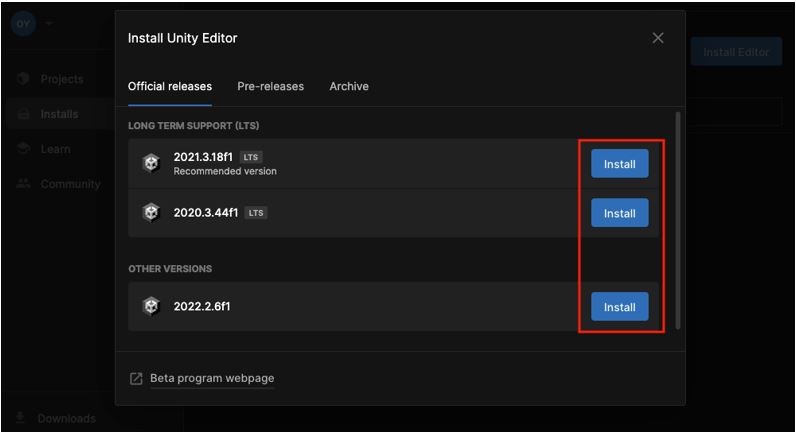 OY
Install Unity Editor
Install Editor
Projects
Installs
Learn
Community
Official releases
Pre-releases
Archive
LONG TERM SUPPORT (LTS)
2021.3.18f1 LTS
Recommended version
Install
2020.3.44f1 LTS
Install
OTHER VERSIONS
2022.2.6f1
Install
Beta program webpage
Downloads